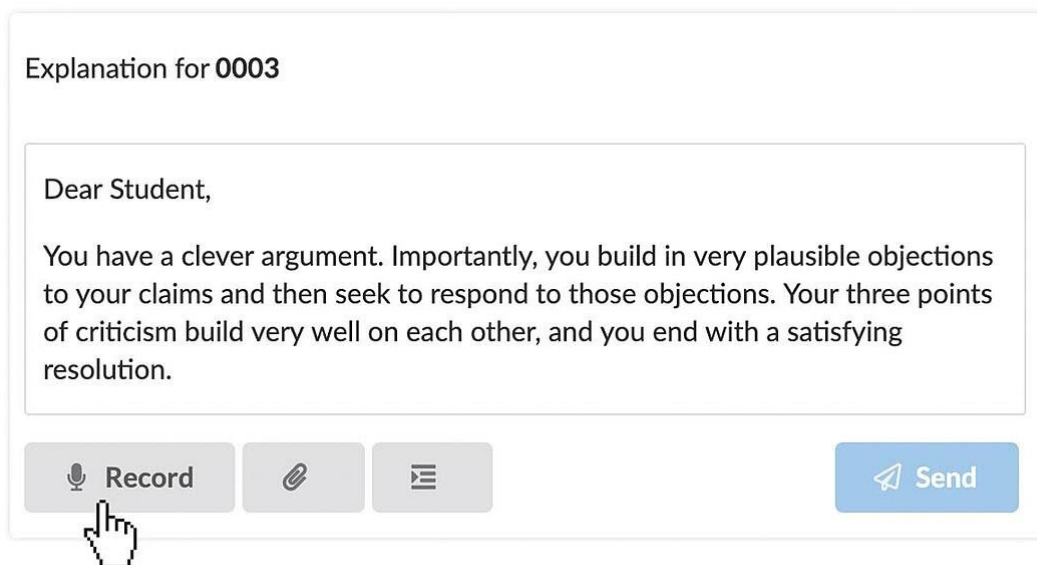 Explanation for 0003
Dear Student,
You have a clever argument. Importantly, you build in very plausible objections
to your claims and then seek to respond to those objections. Your three points
of criticism build very well on each other, and you end with a satisfying
resolution.
Record
Send